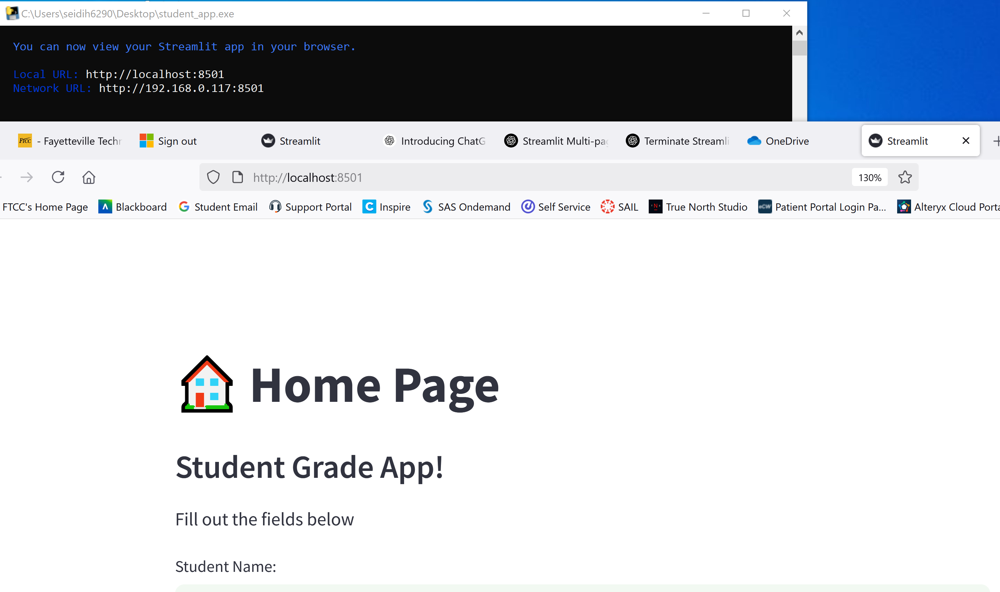 C:\Users\seidih6290\Desktop\student_app.exe
You can now view your Streamlit app in your browser.
Local URL: http://localhost:8501
Network URL: http://192.168.0.117:8501
FTCC - Fayetteville Techn Sign out Streamlit Introducing ChatG Streamlit Multi-pag Terminate Streamli OneDrive Streamlit
http://localhost:8501 130%
FTCC's Home Page Blackboard Student Email Support Portal Inspire SAS Ondemand Self Service SAIL TNS True North Studio eCW Patient Portal Login Pa... Alteryx Cloud Porta
Home Page
Student Grade App!
Fill out the fields below
Student Name: